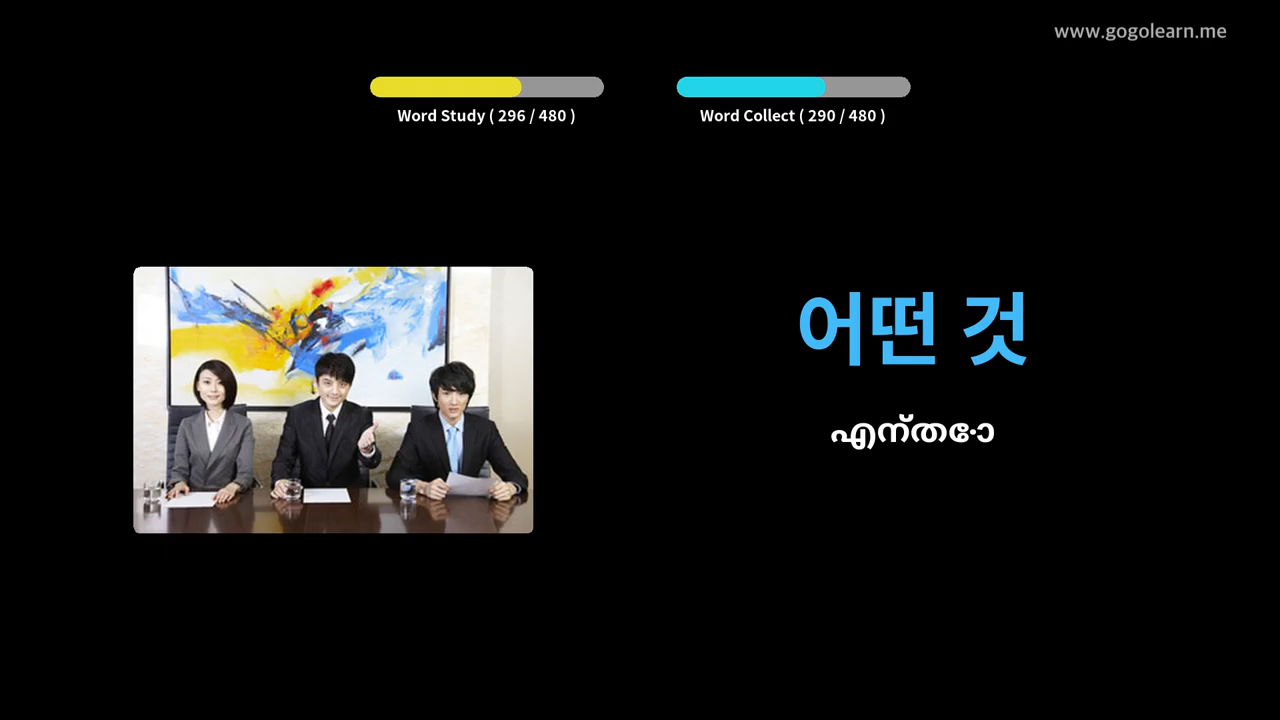 www.gogolearn.me
Word Study ( 296 / 480 )
Word Collect ( 290 / 480 )
어떤 것
എന്തോ